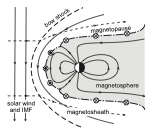 bow shock
magnetopause
magnetosphere
solar wind
and IMF
magnetosheath